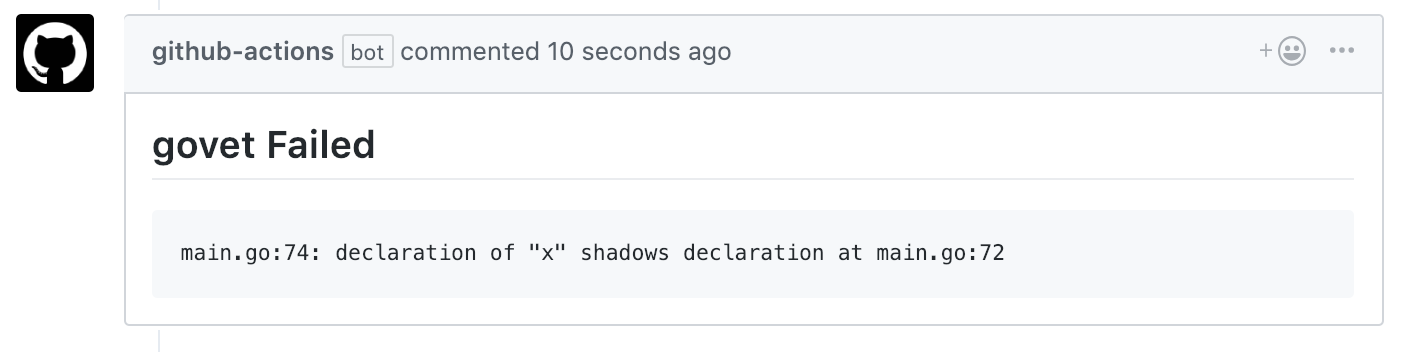 github-actions bot commented 10 seconds ago
govet Failed
main.go:74: declaration of "x" shadows declaration at main.go:72